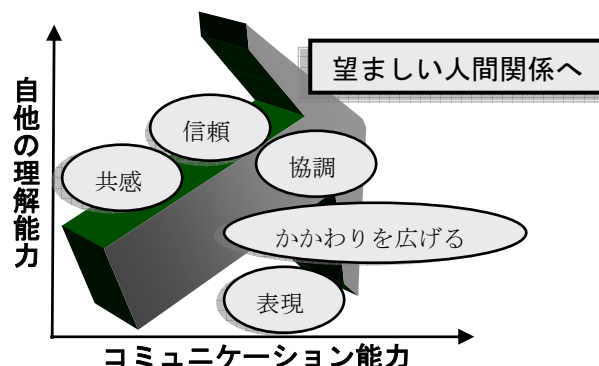 望ましい人間関係へ
自他の理解能力
信頼
共感
協調
かかわりを広げる
表現
コミュニケーション能力